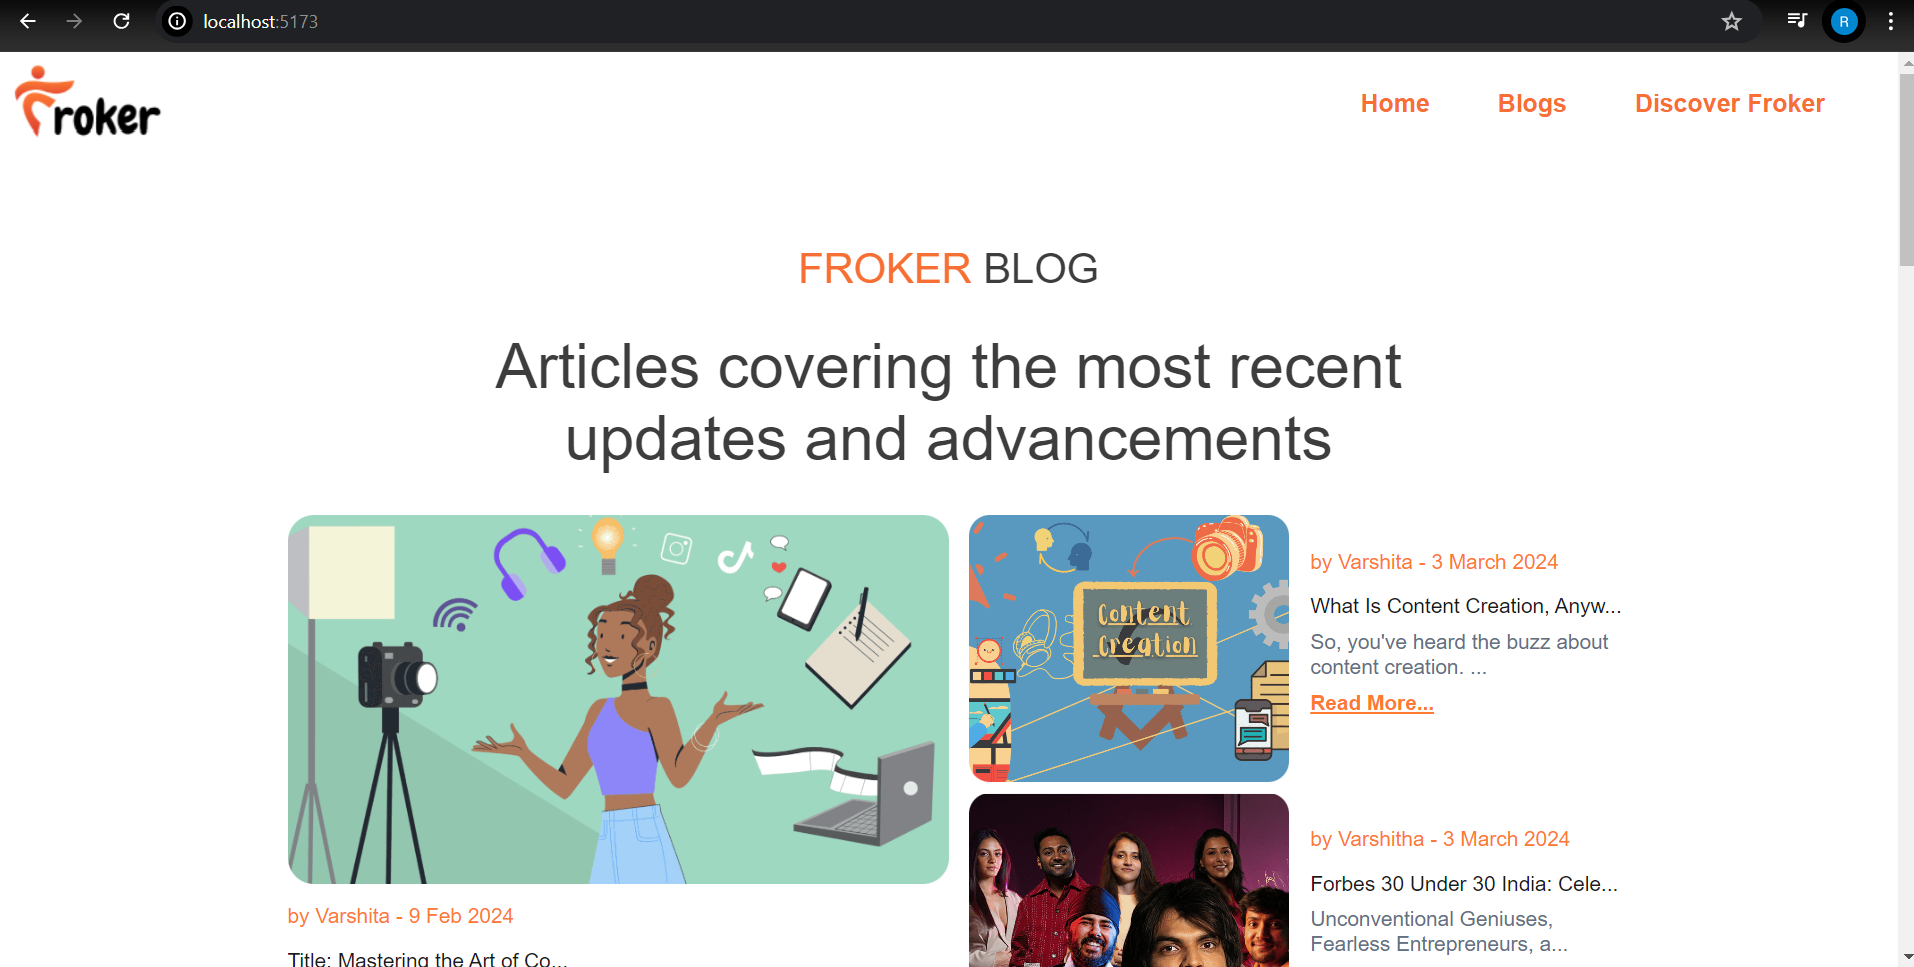 localhost:5173
R
Froker
Home
Blogs
Discover Froker
FROKER BLOG
Articles covering the most recent
updates and advancements
Content
Creation
by Varshita - 9 Feb 2024
Title: Mastering the Art of Co...
by Varshita - 3 March 2024
What Is Content Creation, Anyw...
So, you've heard the buzz about
content creation. ...
Read More...
by Varshitha - 3 March 2024
Forbes 30 Under 30 India: Cele...
Unconventional Geniuses,
Fearless Entrepreneurs, a...